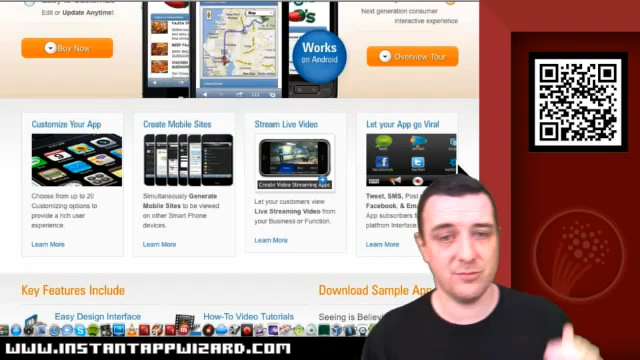 Edit or Update Anytime!
Buy Now
Map
Works
on Android
Next generation consumer
interactive experience
Overview Tour
Customize Your App
Choose from up to 20
Customizing options to
provide a rich user
experience.
Learn More
Create Mobile Sites
Simultaneously Generate
Mobile Sites to be viewed
on other Smart Phone
devices.
Learn More
Stream Live Video
Create Video Streaming Apps
Let your customers view
Live Streaming Video from
your Business or Function.
Learn More
Let your App go Viral
Tweet, SMS, Post
Facebook, & Ema
App subscribers f
platfrom Interface.
Learn More
Key Features Include
Easy Design Interface
How-To Video Tutorials
Download Sample App
Seeing is Believ
WWW.INSTANTAPPWIZARD.COM